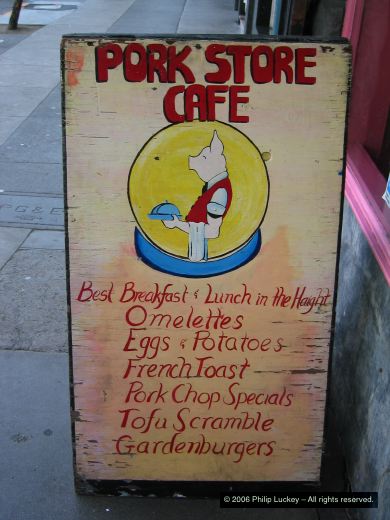 PORK STORE
CAFE
Best Breakfast & Lunch in the Haight
Omelettes
Eggs & Potatoes
French Toast
Pork Chop Specials
Tofu Scramble
Gardenburgers
PG&E
© 2006 Philip Luckey – All rights reserved.